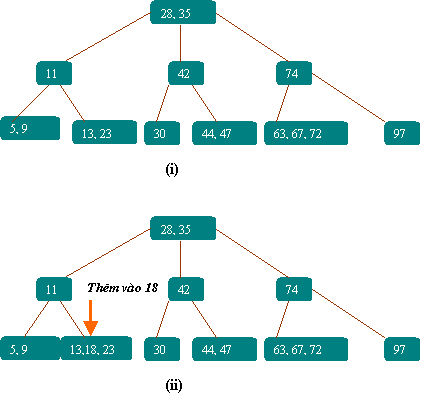 28, 35
11 42 74
5, 9 13, 23 30 44, 47 63, 67, 72 97
(i)
28, 35
Thêm vào 18
11 42 74
5, 9 13,18, 23 30 44, 47 63, 67, 72 97
(ii)